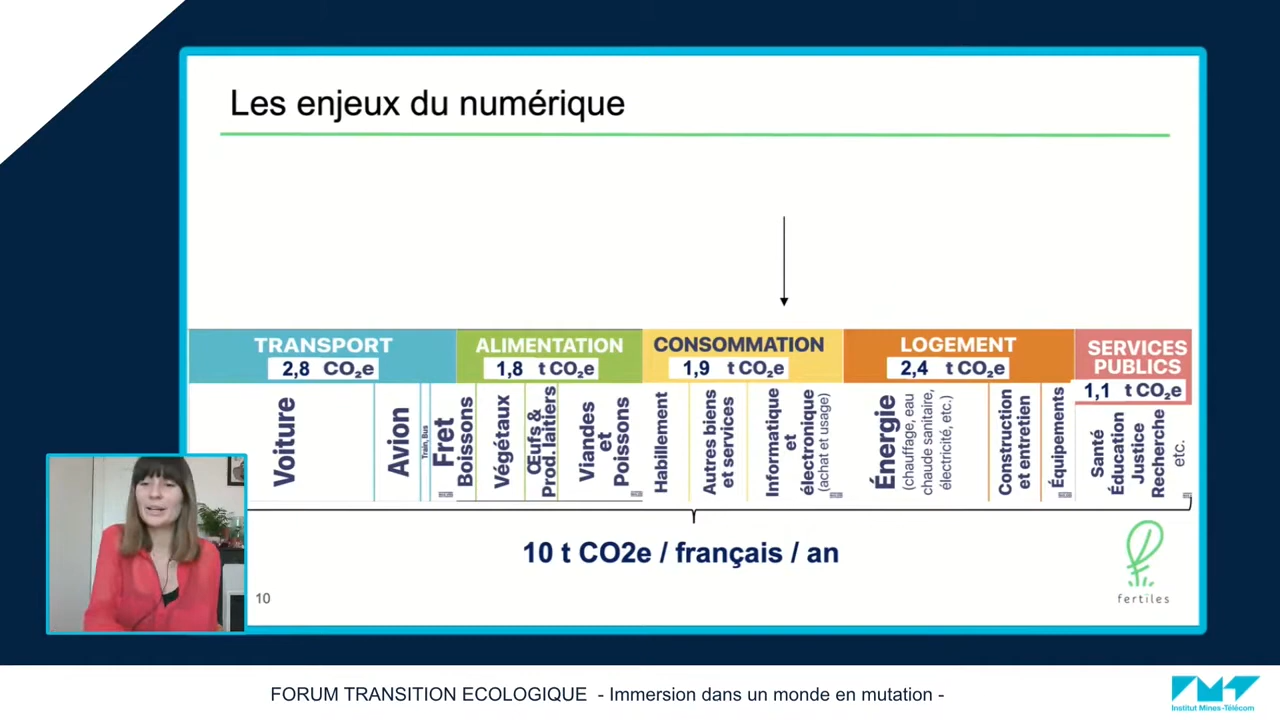 Les enjeux du numérique
TRANSPORT
2,8 CO₂e
ALIMENTATION
1,8 t CO₂e
CONSOMMATION
1,9 t CO₂e
LOGEMENT
2,4 t CO₂e
SERVICES
PUBLICS
1,1 t CO₂e
Voiture
Avion
Train, Bus
Fret
Boissons
Végétaux
Œufs &
Prod. laitiers
Viandes
et
Poissons
Habillement
Autres biens
et services
Informatique
et
électronique
(achat et usage)
Énergie
(chauffage, eau
chaude sanitaire,
électricité, etc.)
Construction
et entretien
Équipements
Santé
Éducation
Justice
Recherche
etc.
10 t CO2e / français / an
10
fertiles
FORUM TRANSITION ECOLOGIQUE - Immersion dans un monde en mutation -
Institut Mines-Télécom